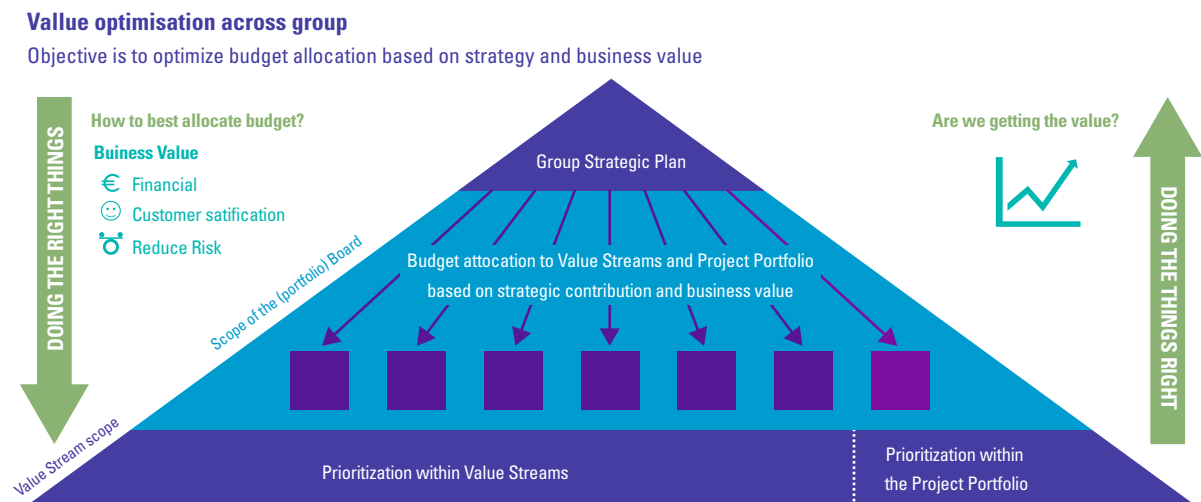 Vallue optimisation across group
Objective is to optimize budget allocation based on strategy and business value
DOING THE RIGHT THINGS
How to best allocate budget?
Buiness Value
€ Financial
Customer satification
Reduce Risk
Scope of the (portfolio) Board
Value Stream scope
Group Strategic Plan
Budget attocation to Value Streams and Project Portfolio
based on strategic contribution and business value
Prioritization within Value Streams
Prioritization within
the Project Portfolio
Are we getting the value?
DOING THE THINGS RIGHT